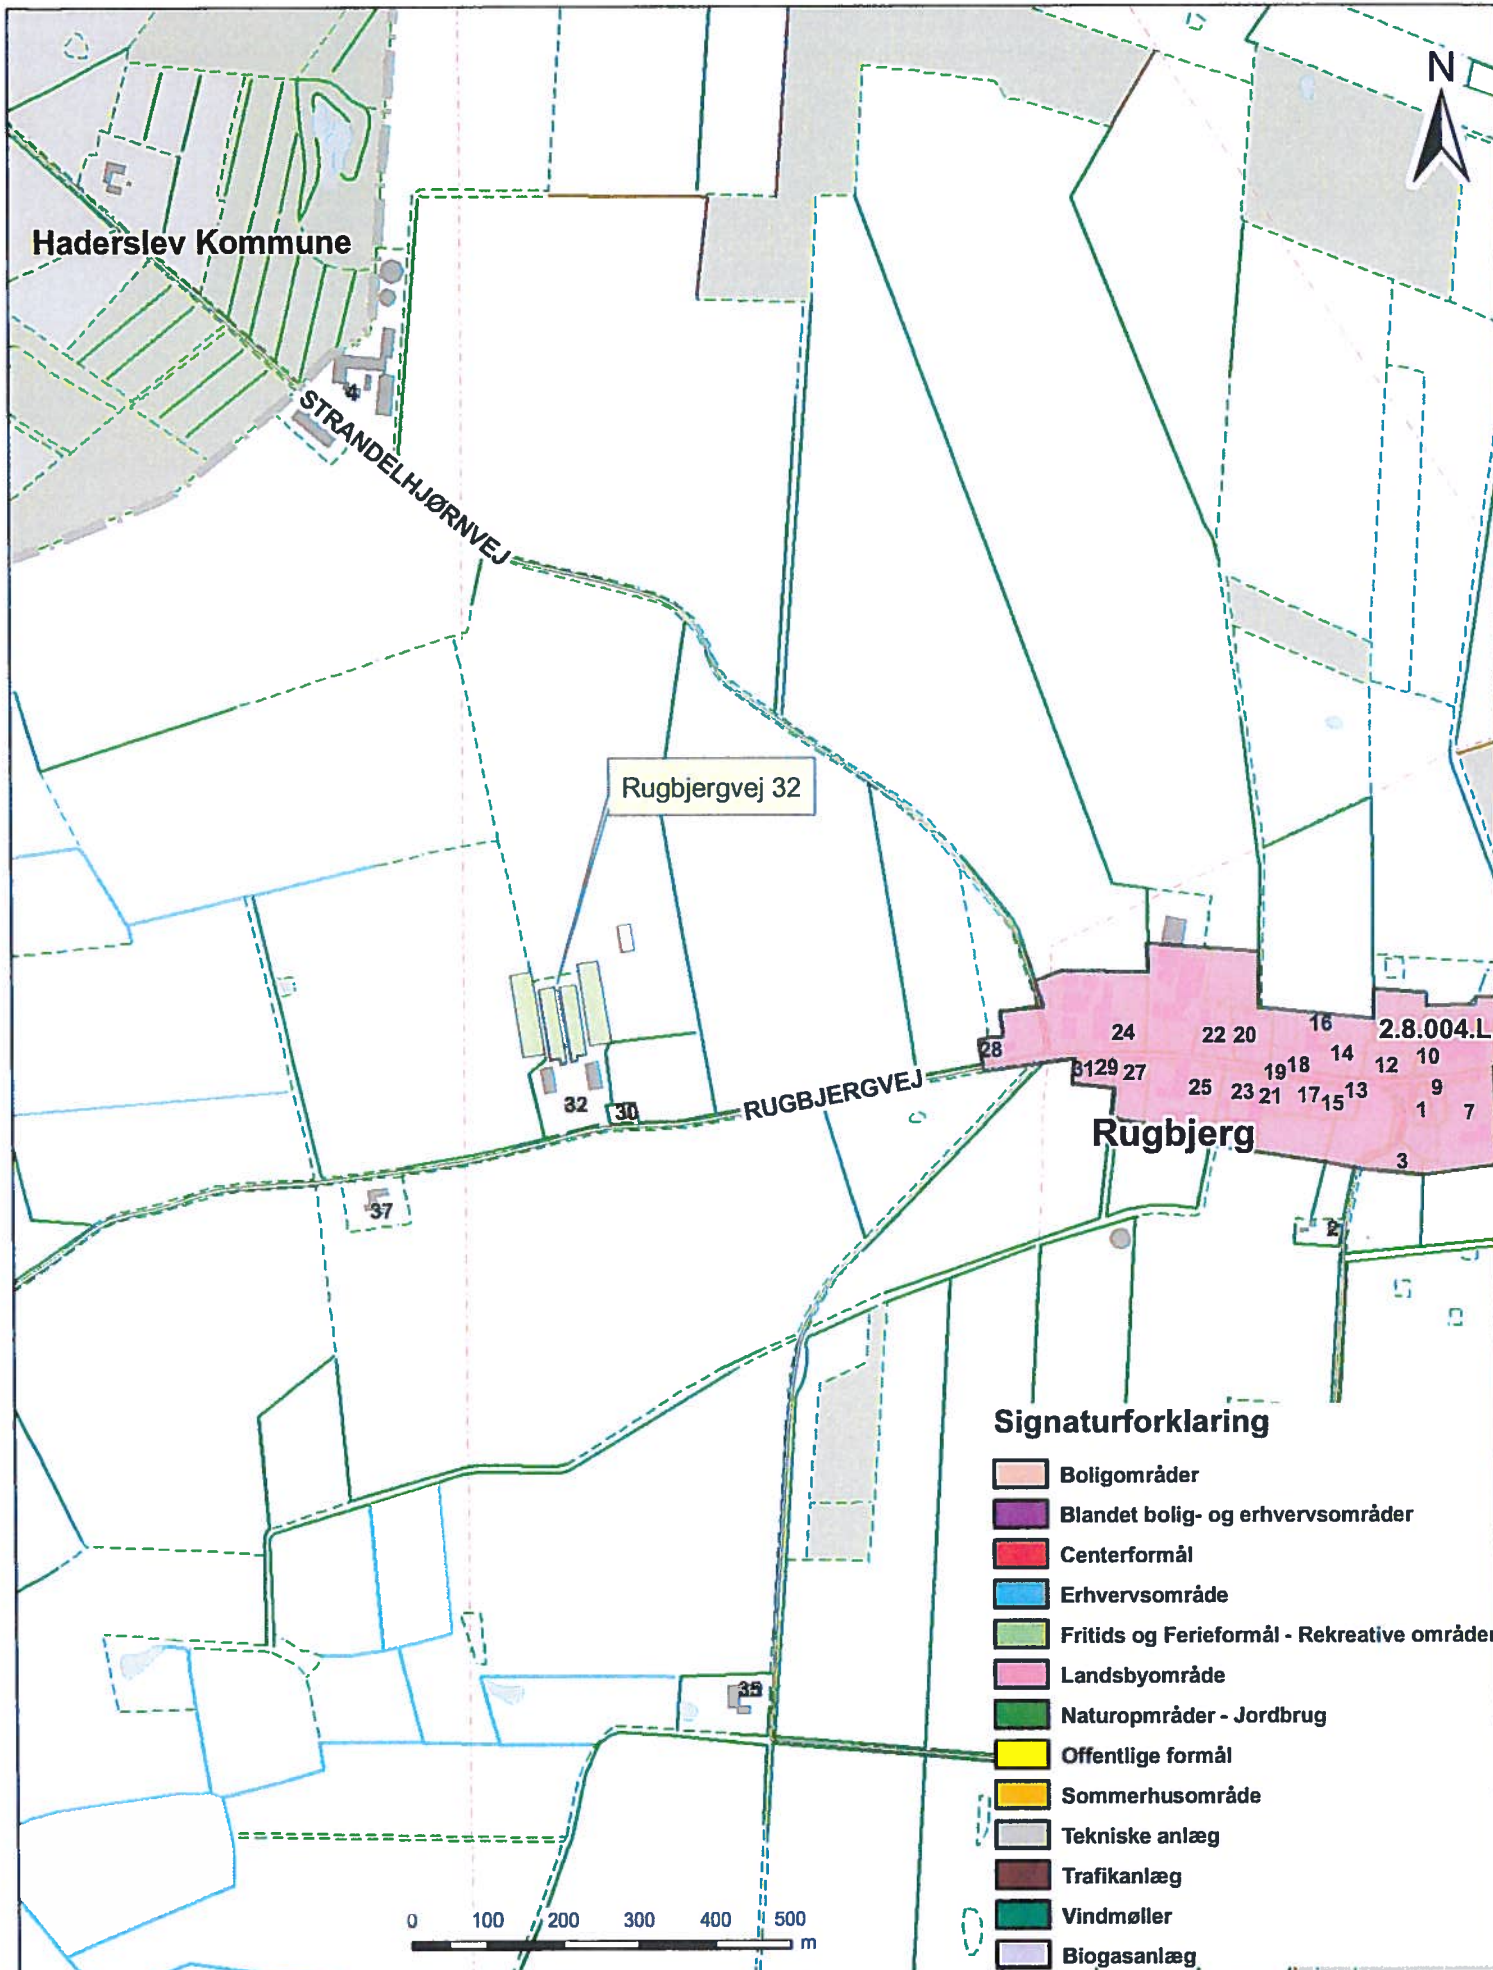 N
Haderslev Kommune
4
STRANDELHJØRNVEJ
Rugbjergvej 32
24
22 20
16
2.8.004.L
28
14
12
10
31 29 27
19 18
25
23 21
17 15 13
9
1
7
32
30
RUGBJERGVEJ
Rugbjerg
3
37
2
Signaturforklaring
Boligområder
Blandet bolig- og erhvervsområder
Centerformål
Erhvervsområde
Fritids og Ferieformål - Rekreative områder
Landsbyområde
35
Naturopmråder - Jordbrug
Offentlige formål
Sommerhusområde
Tekniske anlæg
Trafikanlæg
Vindmøller
Biogasanlæg
0 100 200 300 400 500
m